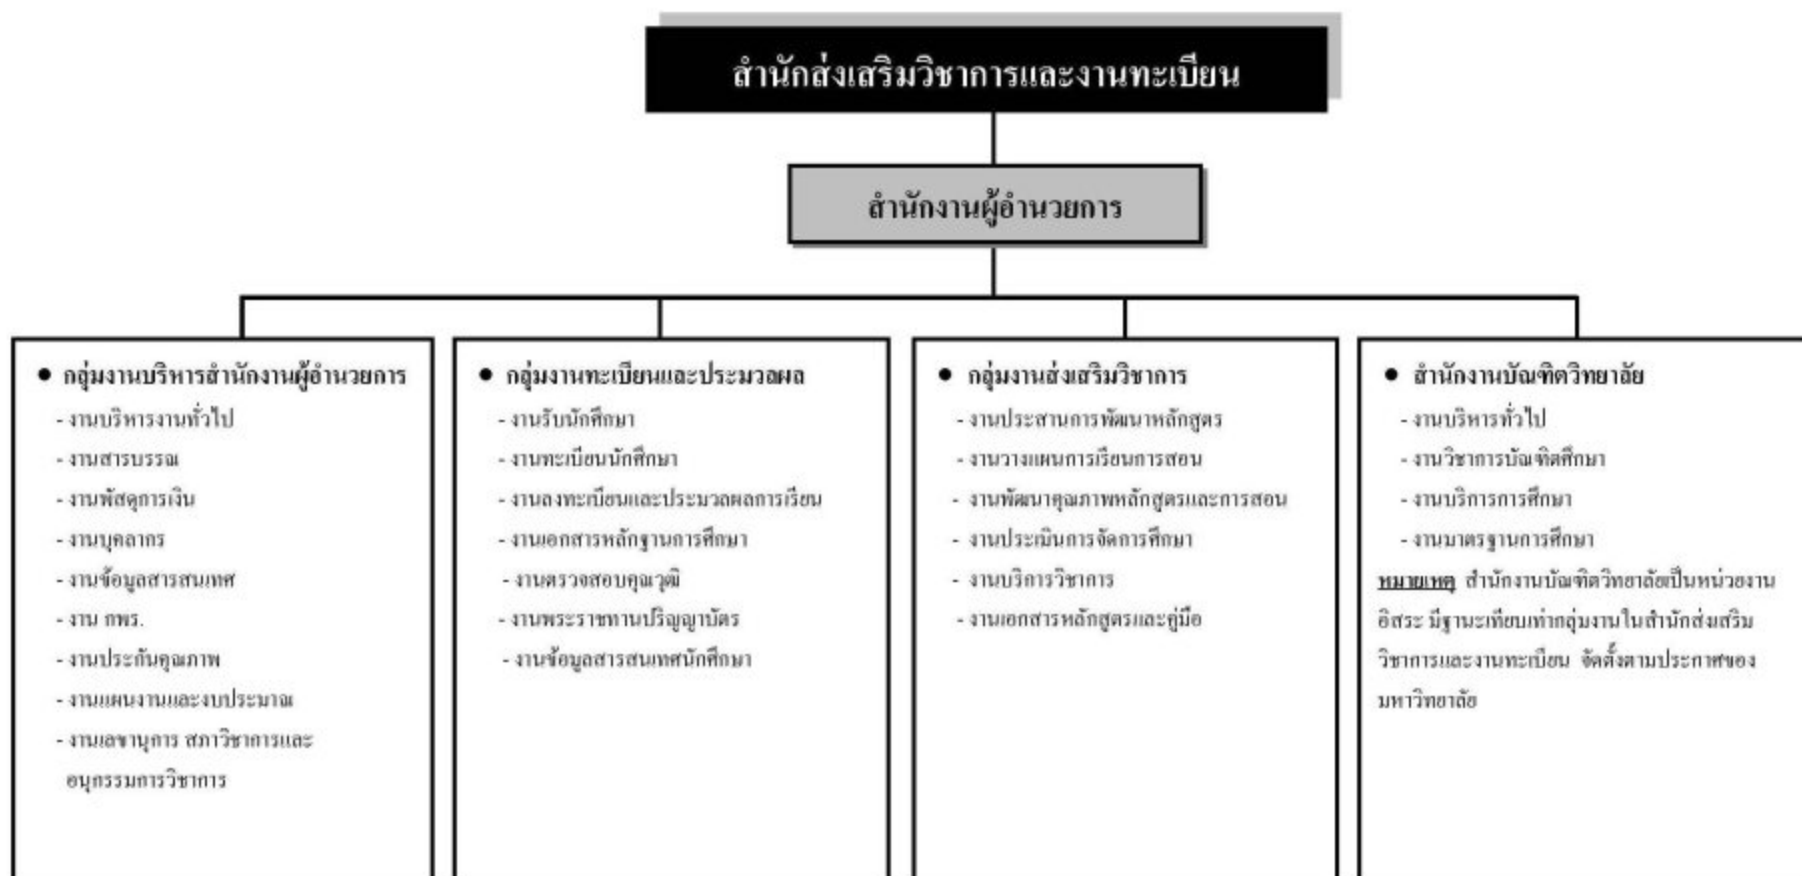 สำนักส่งเสริมวิชาการและงานทะเบียน
สำนักงานผู้อำนวยการ
● กลุ่มงานบริหารสำนักงานผู้อำนวยการ
- งานบริหารงานทั่วไป
- งานสารบรรณ
- งานพัสดุการเงิน
- งานบุคลากร
- งานข้อมูลสารสนเทศ
- งาน กพร.
- งานประกันคุณภาพ
- งานแผนงานและงบประมาณ
- งานเลขานุการ สภาวิชาการและ
อนุกรรมการวิชาการ
● กลุ่มงานทะเบียนและประมวลผล
- งานรับนักศึกษา
- งานทะเบียนนักศึกษา
- งานลงทะเบียนและประมวลผลการเรียน
- งานเอกสารหลักฐานการศึกษา
- งานตรวจสอบคุณวุฒิ
- งานพระราชทานปริญญาบัตร
- งานข้อมูลสารสนเทศนักศึกษา
● กลุ่มงานส่งเสริมวิชาการ
- งานประสานการพัฒนาหลักสูตร
- งานวางแผนการเรียนการสอน
- งานพัฒนาคุณภาพหลักสูตรและการสอน
- งานประเมินการจัดการศึกษา
- งานบริการวิชาการ
- งานเอกสารหลักสูตรและคู่มือ
● สำนักงานบัณฑิตวิทยาลัย
- งานบริหารทั่วไป
- งานวิชาการบัณฑิตศึกษา
- งานบริการการศึกษา
- งานมาตรฐานการศึกษา
หมายเหตุ สำนักงานบัณฑิตวิทยาลัยเป็นหน่วยงาน
อิสระ มีฐานะเทียบเท่ากลุ่มงานในสำนักส่งเสริม
วิชาการและงานทะเบียน จัดตั้งตามประกาศของ
มหาวิทยาลัย